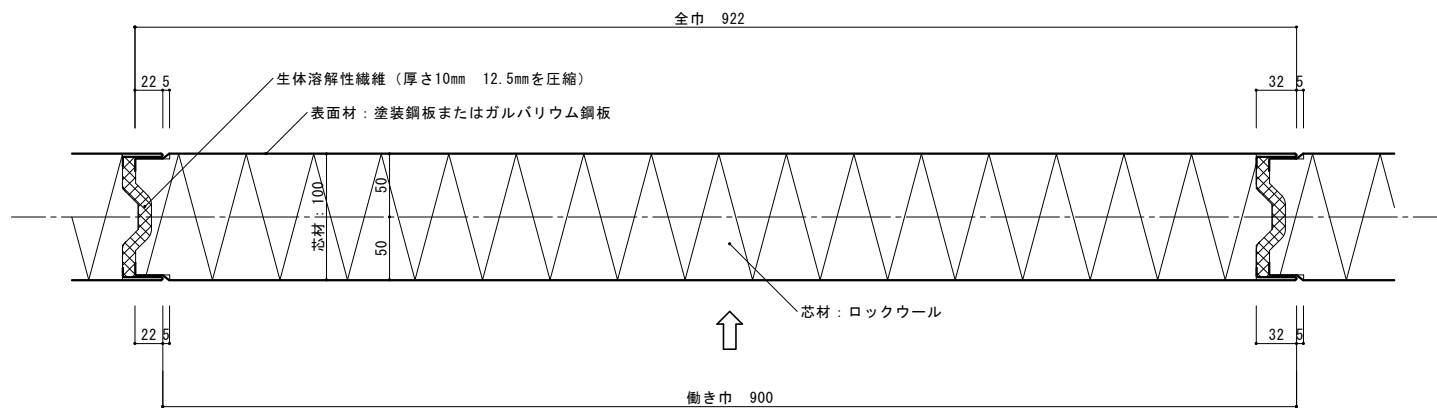 全巾　922
22 5
32 5
生体溶解性繊維（厚さ10mm　12.5mmを圧縮）
表面材：塗装鋼板またはガルバリウム鋼板
芯材：100
50
50
芯材：ロックウール
22 5
32 5
働き巾　900